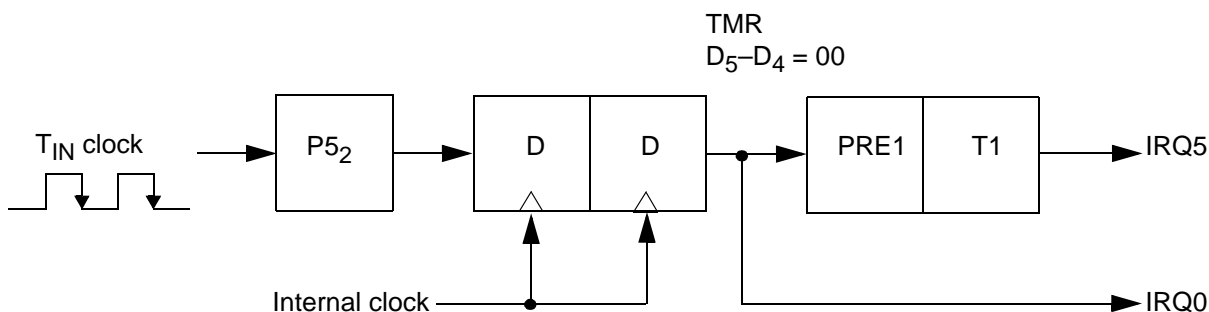 TMR
D5–D4 = 00
TIN clock
P52
D
D
PRE1
T1
IRQ5
Internal clock
IRQ0